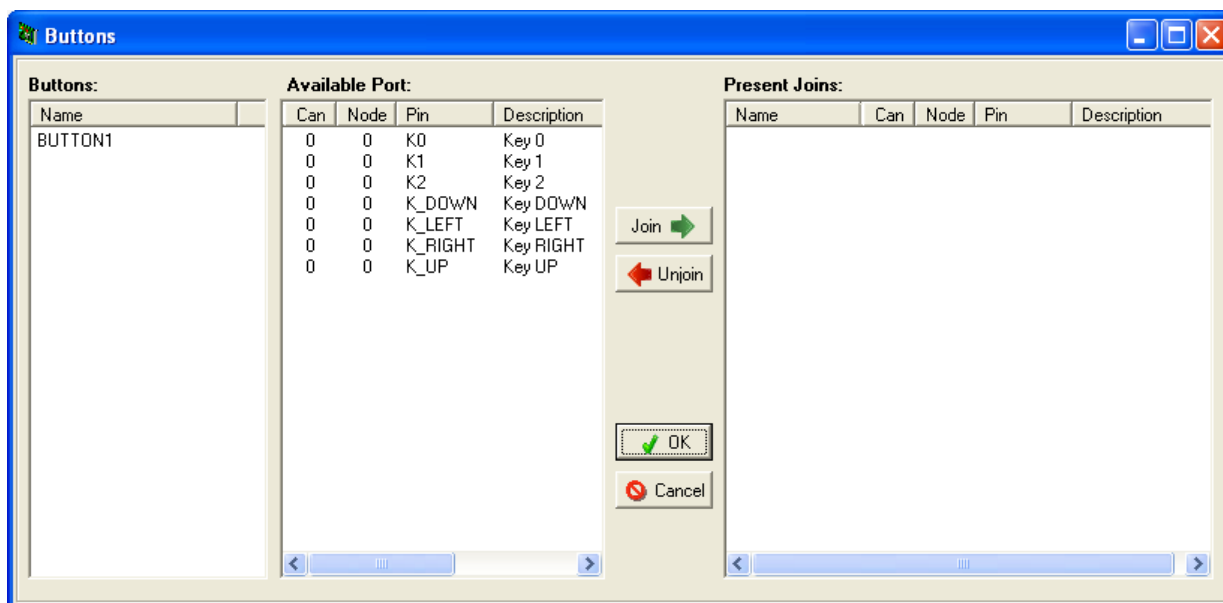 Buttons
Buttons:
Available Port:
Present Joins:
Name
Can Node Pin Description
Name Can Node Pin Description
BUTTON1
0 0 K0 Key 0
0 0 K1 Key 1
0 0 K2 Key 2
0 0 K_DOWN Key DOWN
0 0 K_LEFT Key LEFT
0 0 K_RIGHT Key RIGHT
0 0 K_UP Key UP
Join
Unjoin
OK
Cancel